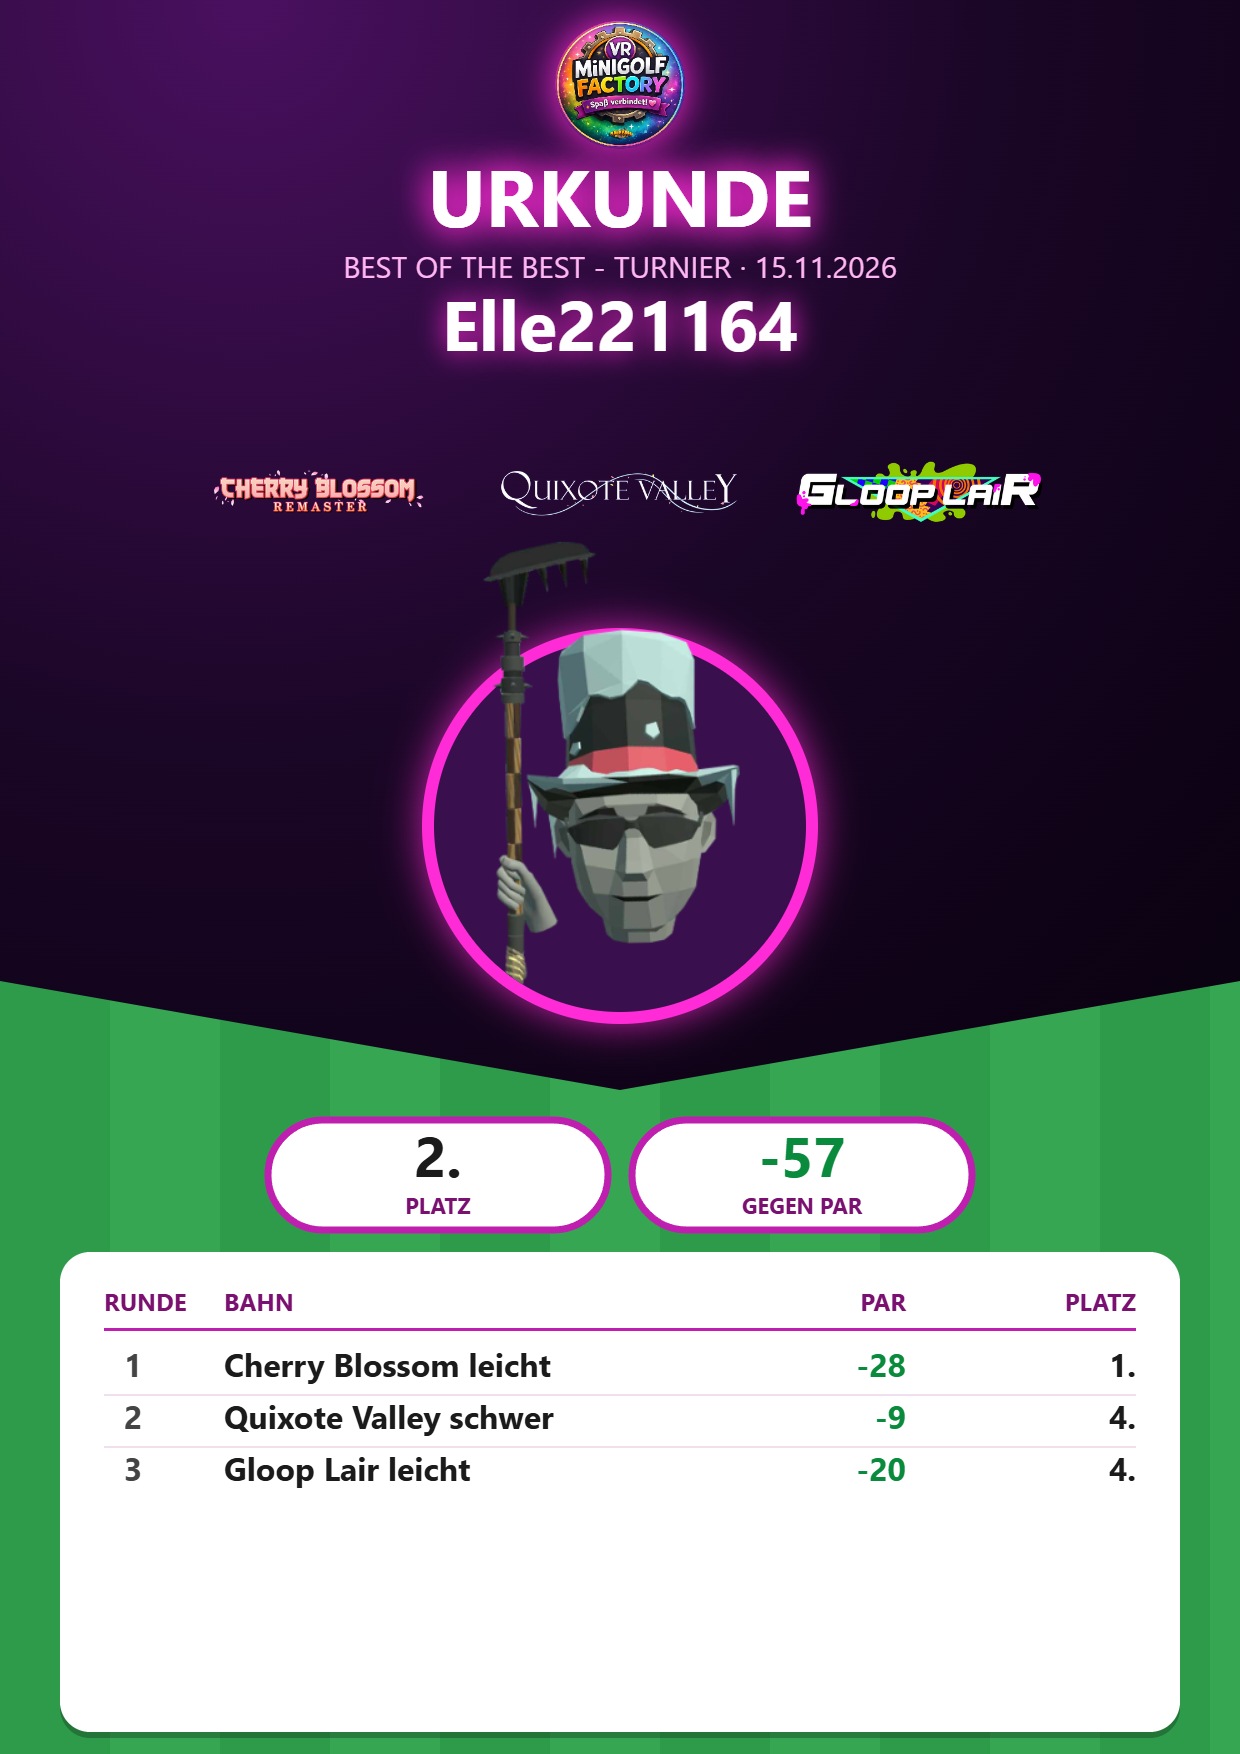 VR
MINIGOLF
FACTORY
Spaß verbindet!
URKUNDE
BEST OF THE BEST - TURNIER · 15.11.2026
Elle221164
CHERRY BLOSSOM
REMASTER
QUIXOTE VALLEY
GLOOP LAIR
2.
PLATZ
-57
GEGEN PAR
RUNDE BAHN PAR PLATZ
1 Cherry Blossom leicht -28 1.
2 Quixote Valley schwer -9 4.
3 Gloop Lair leicht -20 4.